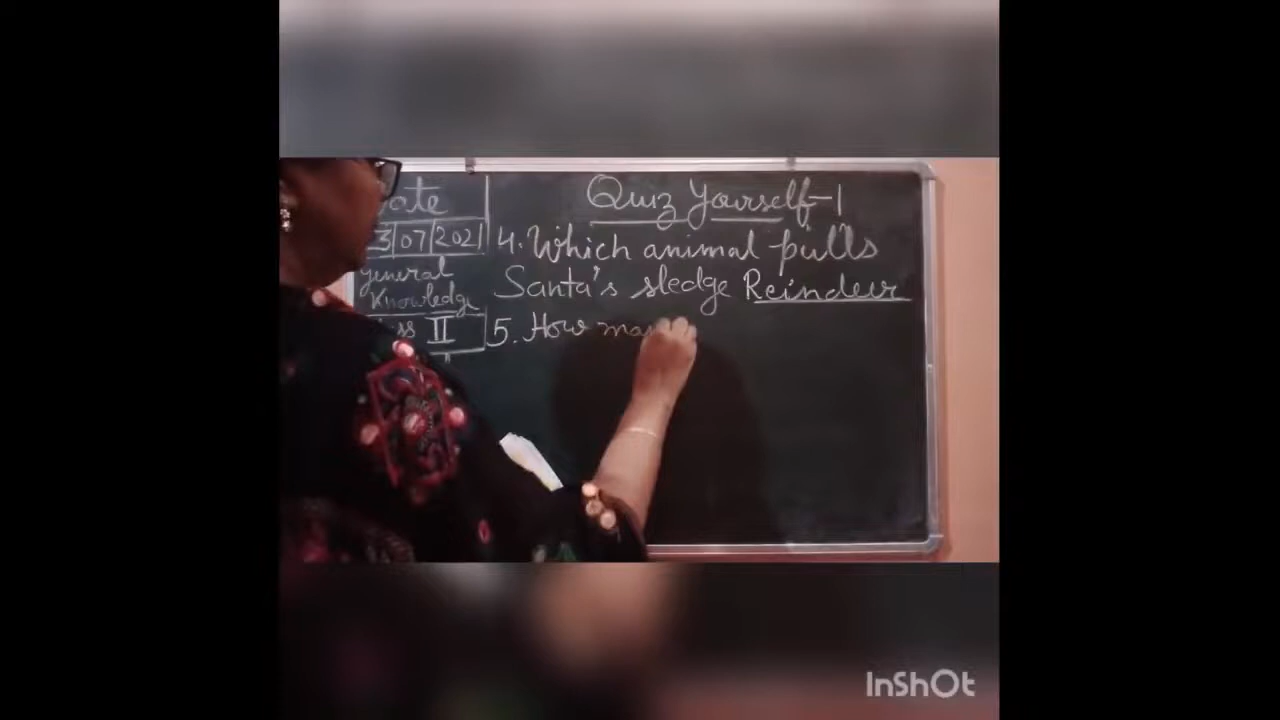 Quiz Yourself-1
3/07/2021
General
Knowledge
II
4. Which animal pulls
Santa's sledge Reindeer
5. How
InShOt